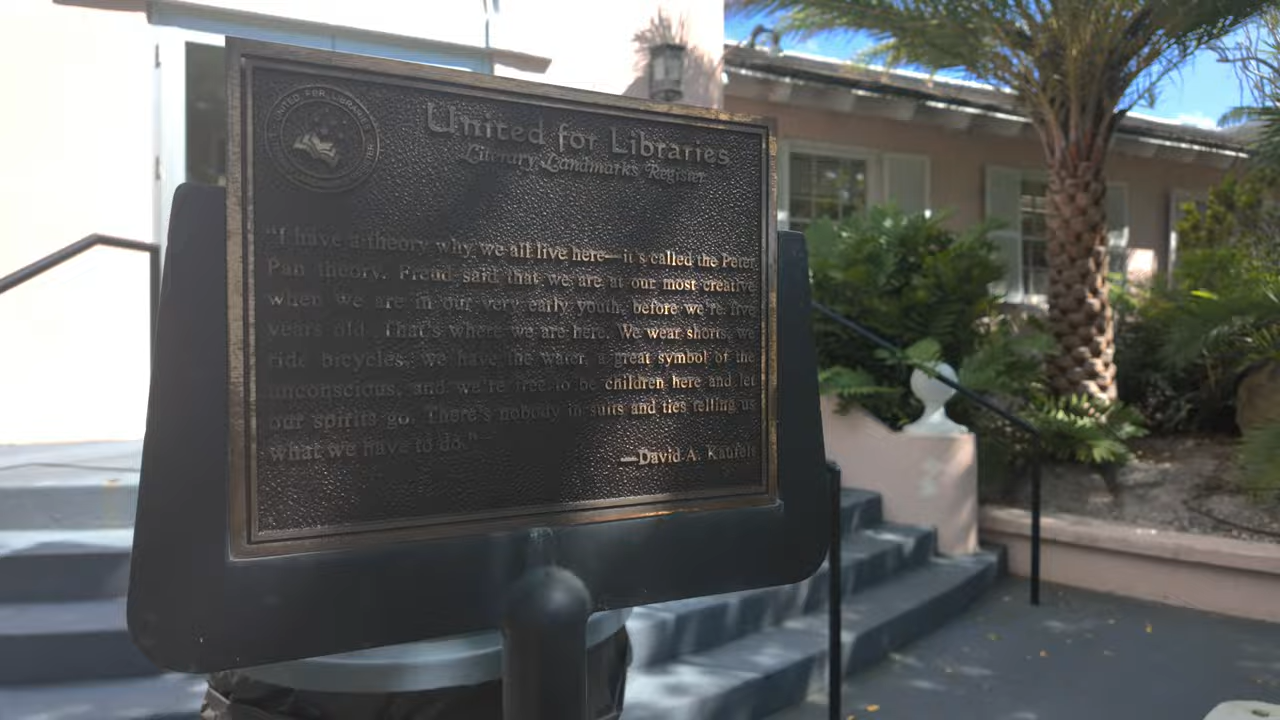 UNITED FOR LIBRARIES
United for Libraries
Literary Landmarks Register
"I have a theory why we all live here—it's called the Peter
Pan theory. Freud said that we are at our most creative
when we are in our very early youth, before we're five
years old. That's where we are here. We wear shorts, we
ride bicycles, we have the water, a great symbol of the
unconscious, and we're free to be children here and let
our spirits go. There's nobody in suits and ties telling us
what we have to do."
—David A. Kaufelt